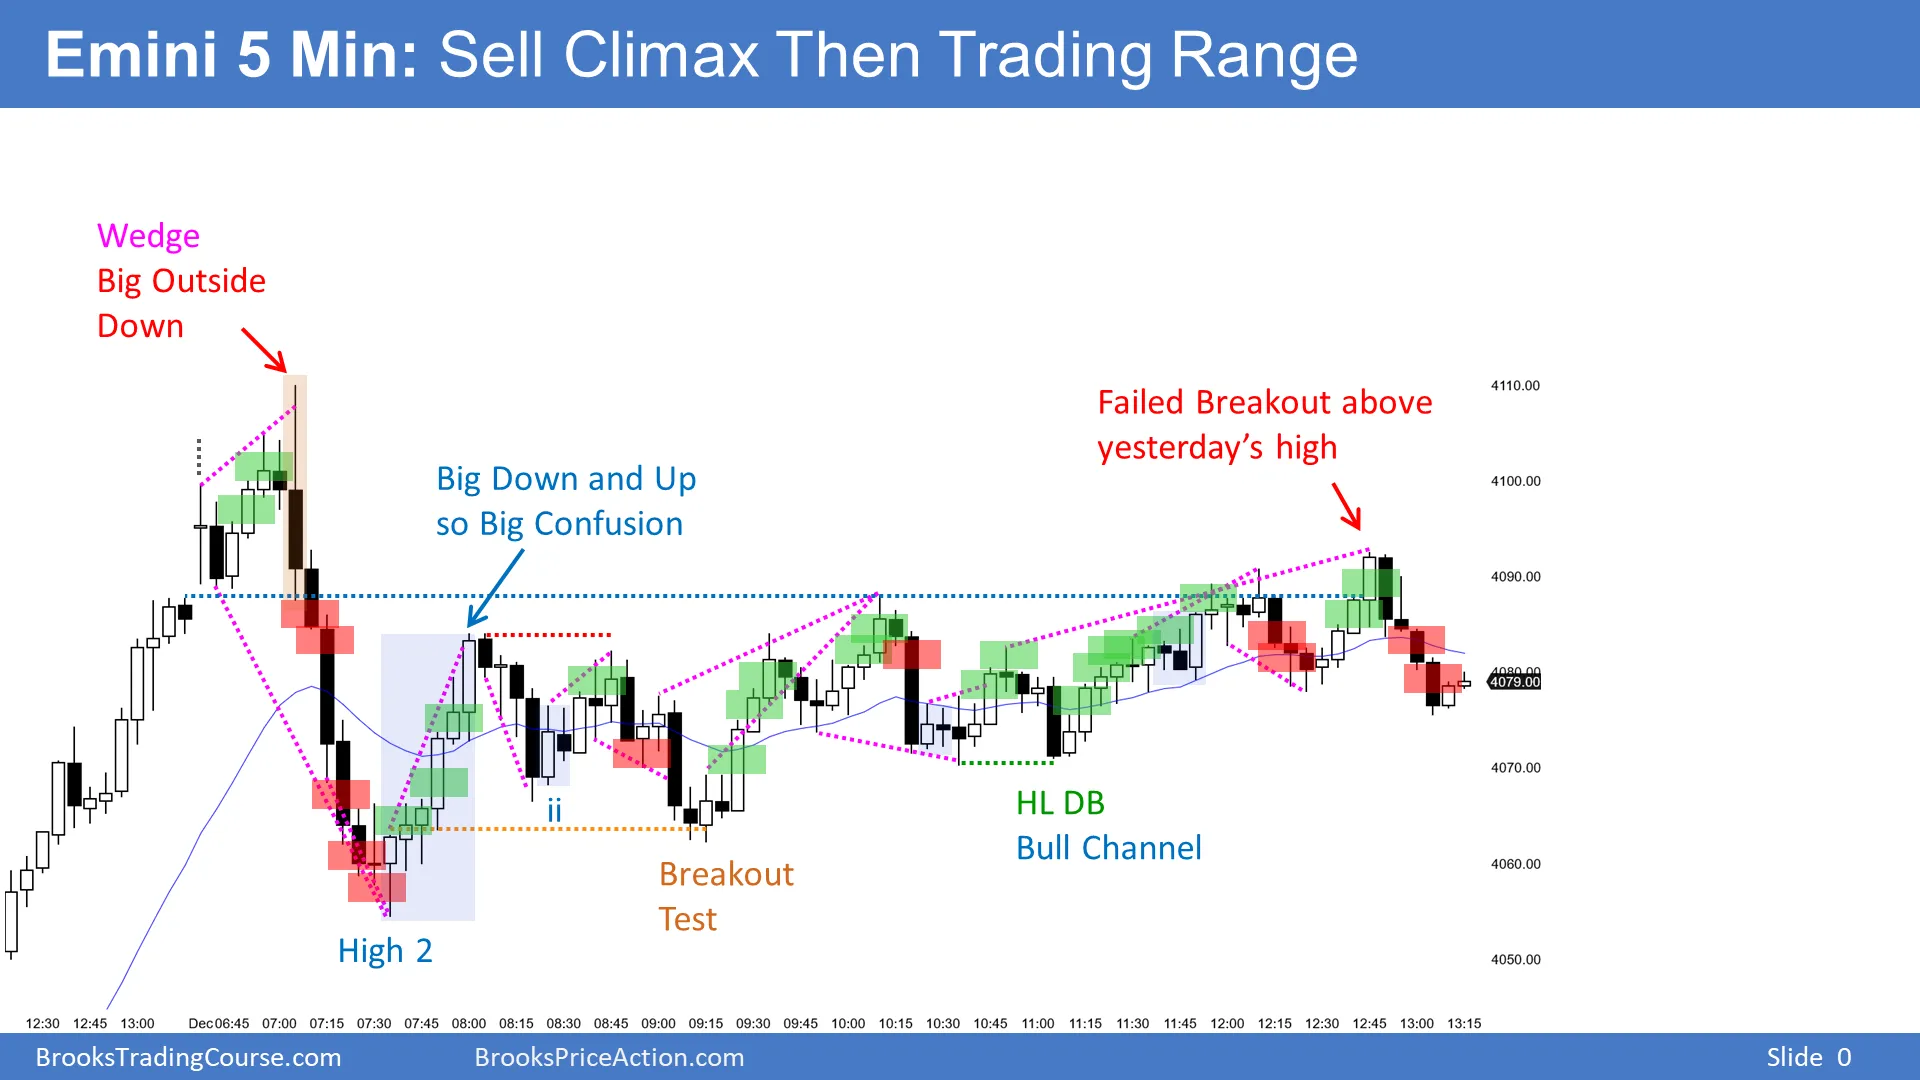 Emini 5 Min: Sell Climax Then Trading Range
Wedge
Big Outside
Down
Big Down and Up
so Big Confusion
Failed Breakout above
yesterday's high
ii
HL DB
Bull Channel
Breakout
Test
High 2
4110.00
4100.00
4090.00
4080.00
4079.00
4070.00
4060.00
4050.00
12:30 12:45 13:00 Dec 06:45 07:00 07:15 07:30 07:45 08:00 08:15 08:30 08:45 09:00 09:15 09:30 09:45 10:00 10:15 10:30 10:45 11:00 11:15 11:30 11:45 12:00 12:15 12:30 12:45 13:00 13:15
BrooksTradingCourse.com BrooksPriceAction.com Slide 0